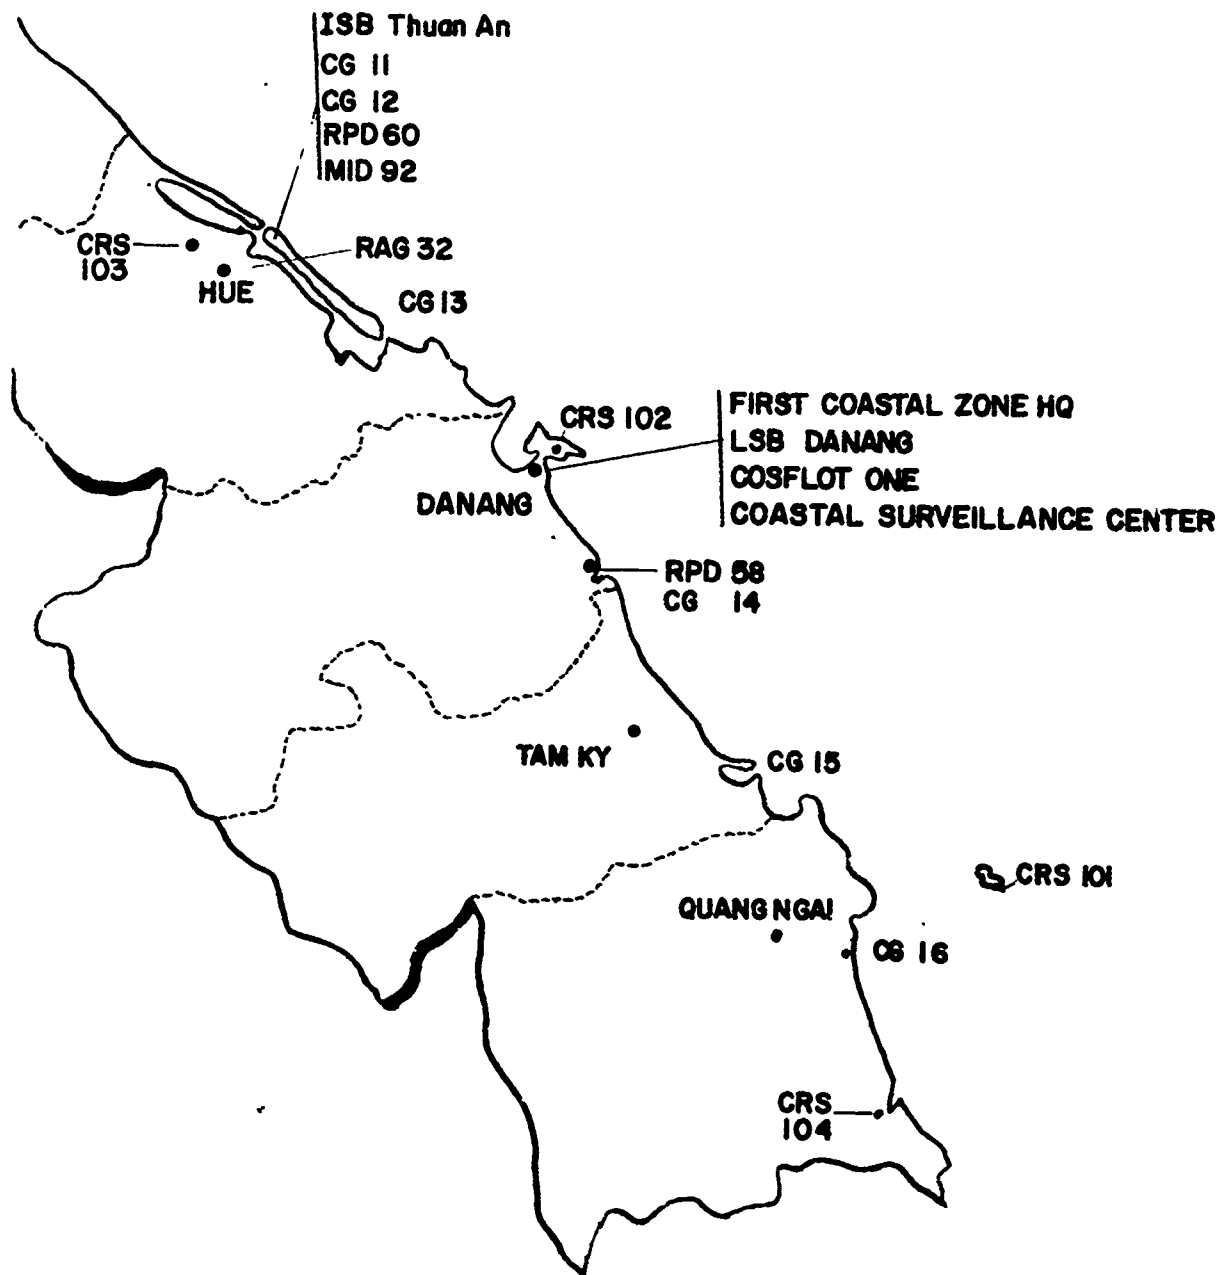 ISB Thuan An
CG 11
CG 12
RPD 60
MID 92
CRS
103
RAG 32
HUE
CG 13
CRS 102
FIRST COASTAL ZONE HQ
LSB DANANG
COSFLOT ONE
COASTAL SURVEILLANCE CENTER
DANANG
RPD 58
CG 14
TAM KY
CG 15
CRS 101
QUANG NGAI
CG 16
CRS
104